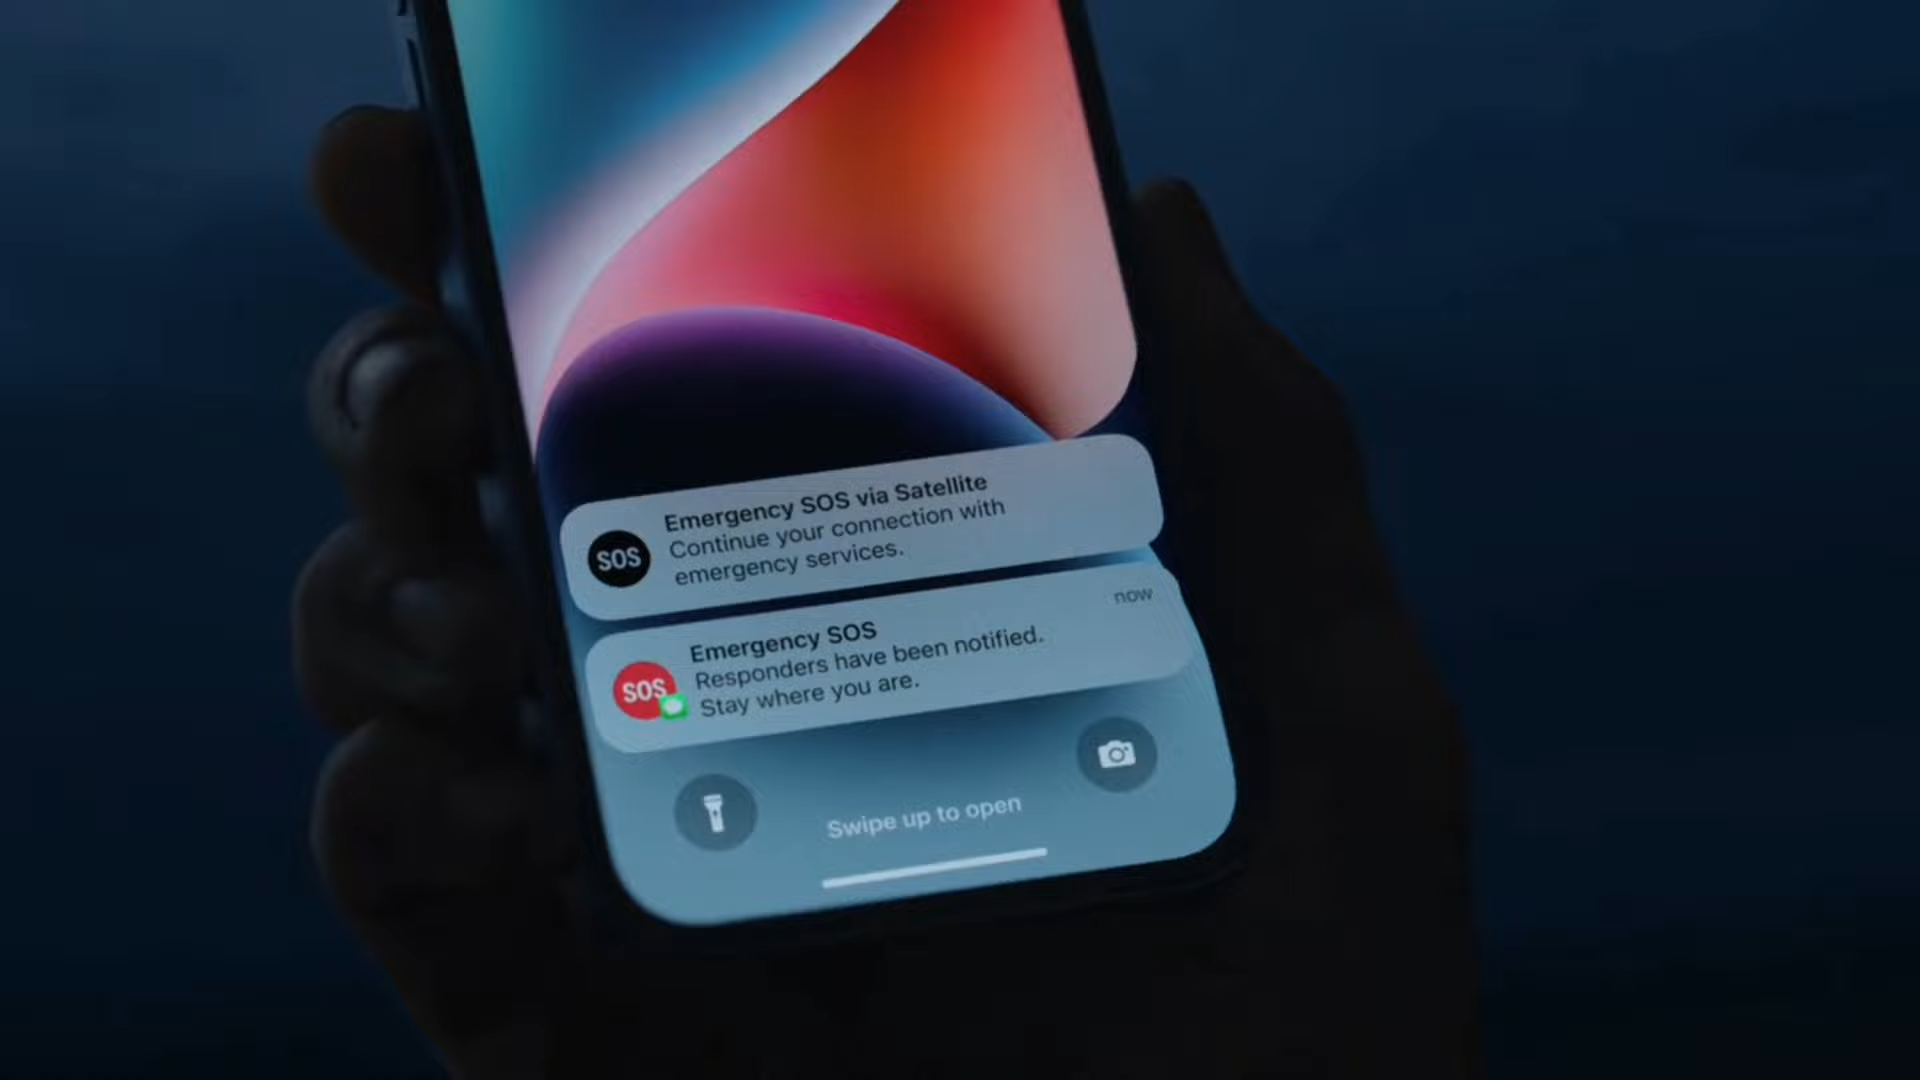 Emergency SOS via Satellite
Continue your connection with
emergency services.
SOS
now
Emergency SOS
Responders have been notified.
Stay where you are.
SOS
Swipe up to open